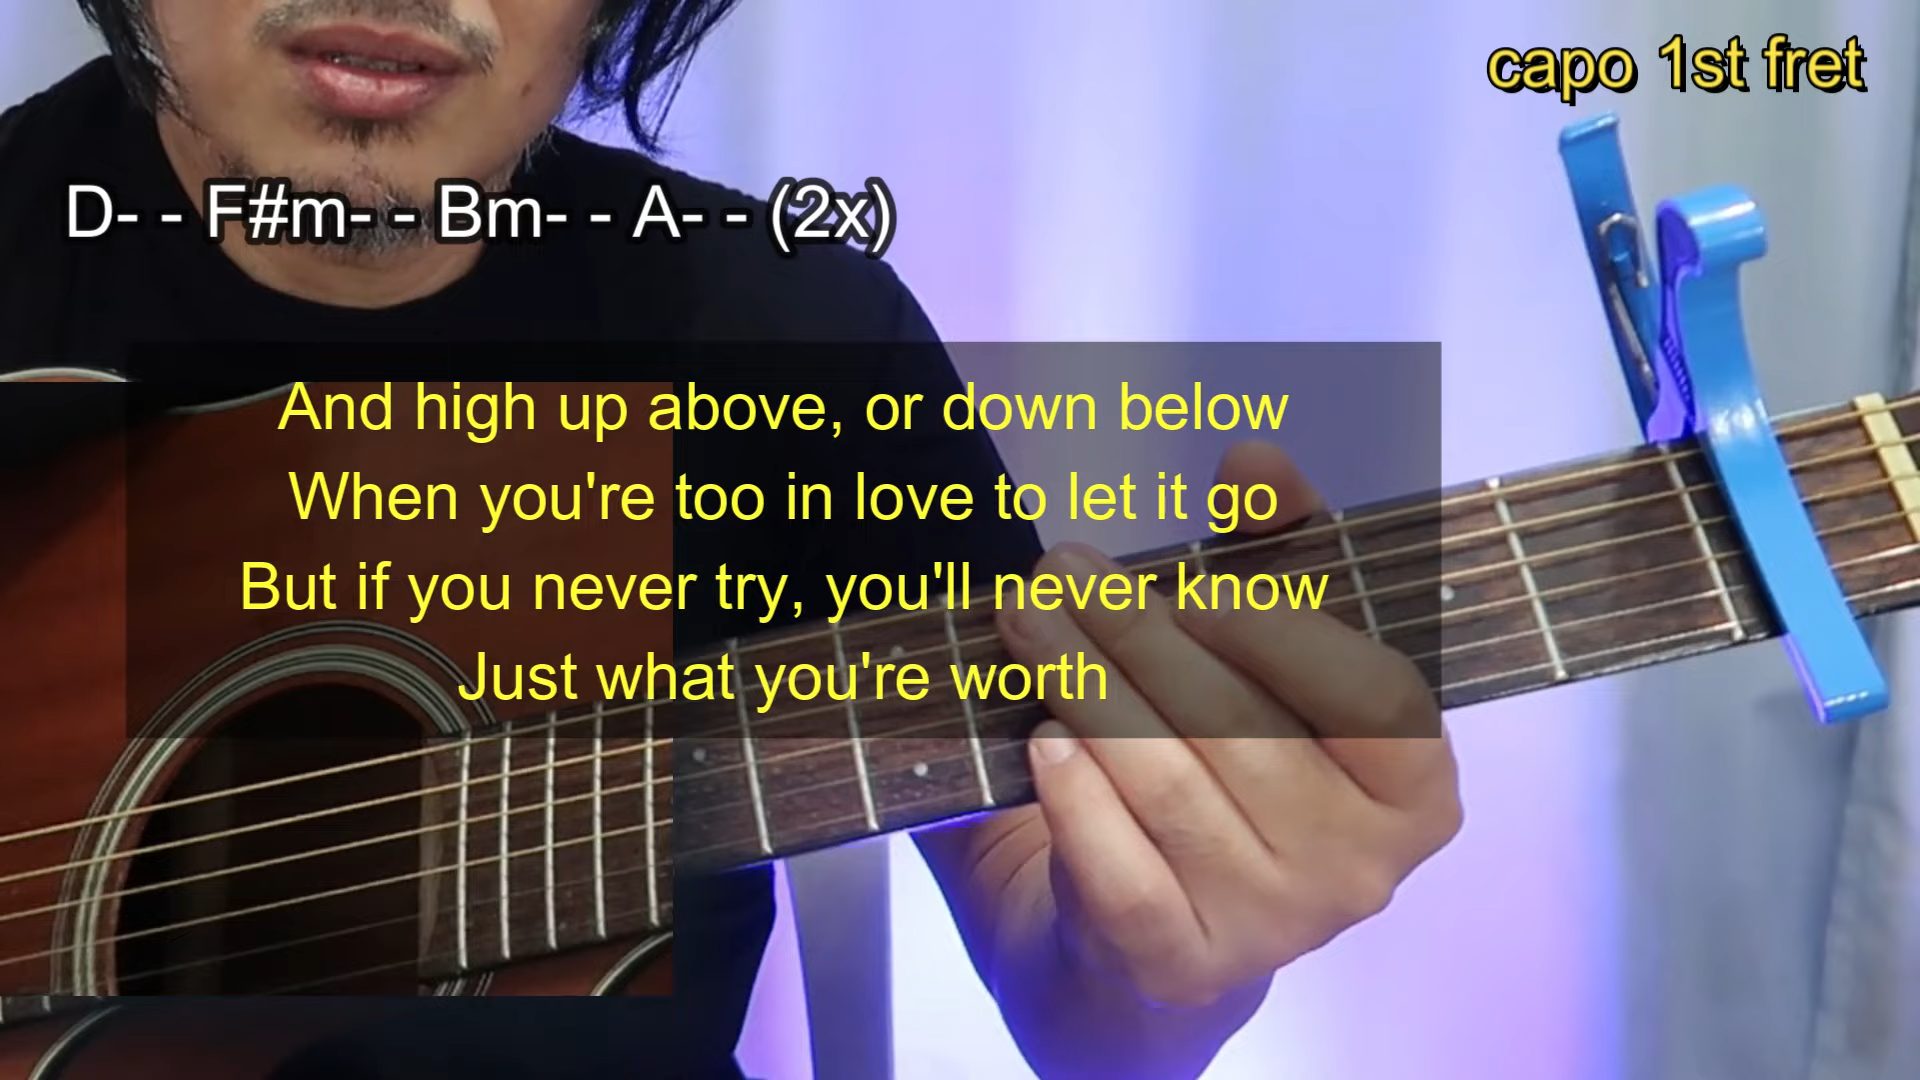 capo 1st fret
D- - F#m- - Bm- - A- - (2x)
And high up above, or down below
When you're too in love to let it go
But if you never try, you'll never know
Just what you're worth